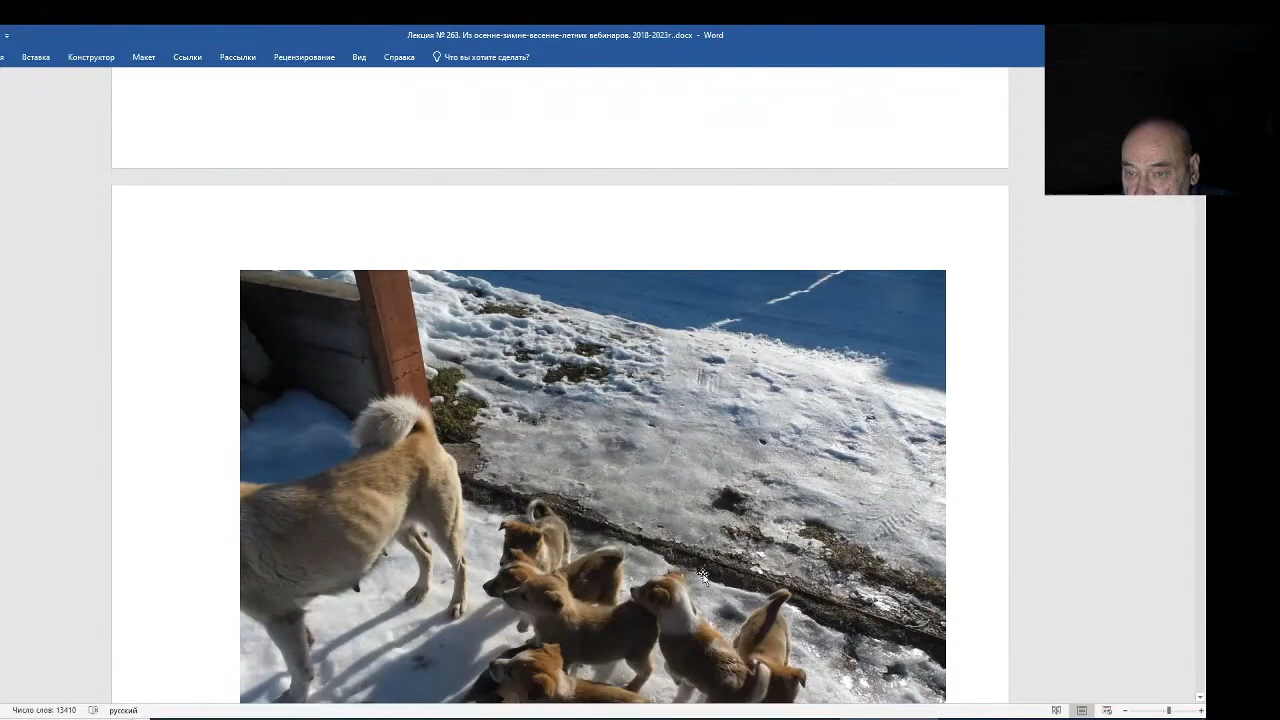 Лекция № 263. Из осенне-зимне-весенне-летних вебинаров. 2018-2023г..docx - Word
я Вставка Конструктор Макет Ссылки Рассылки Рецензирование Вид Справка Что вы хотите сделать?
Число слов: 13410 русский